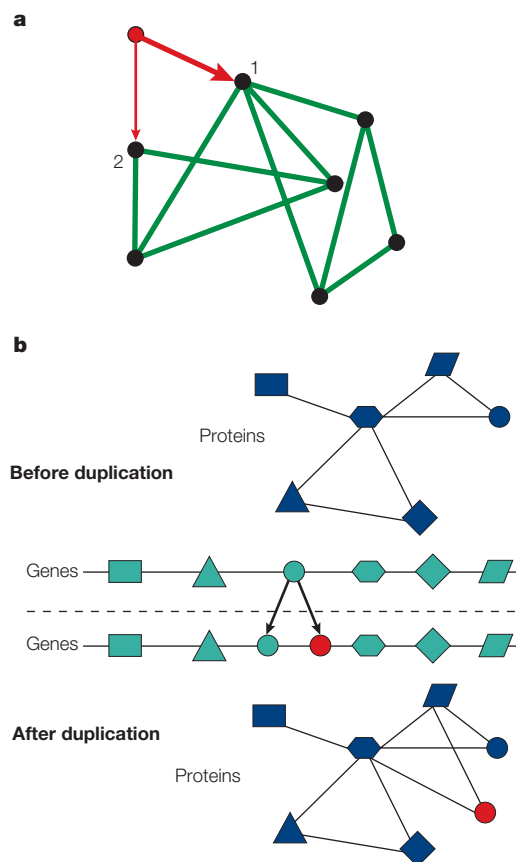 a
1
2
b
Proteins
Before duplication
Genes
Genes
After duplication
Proteins